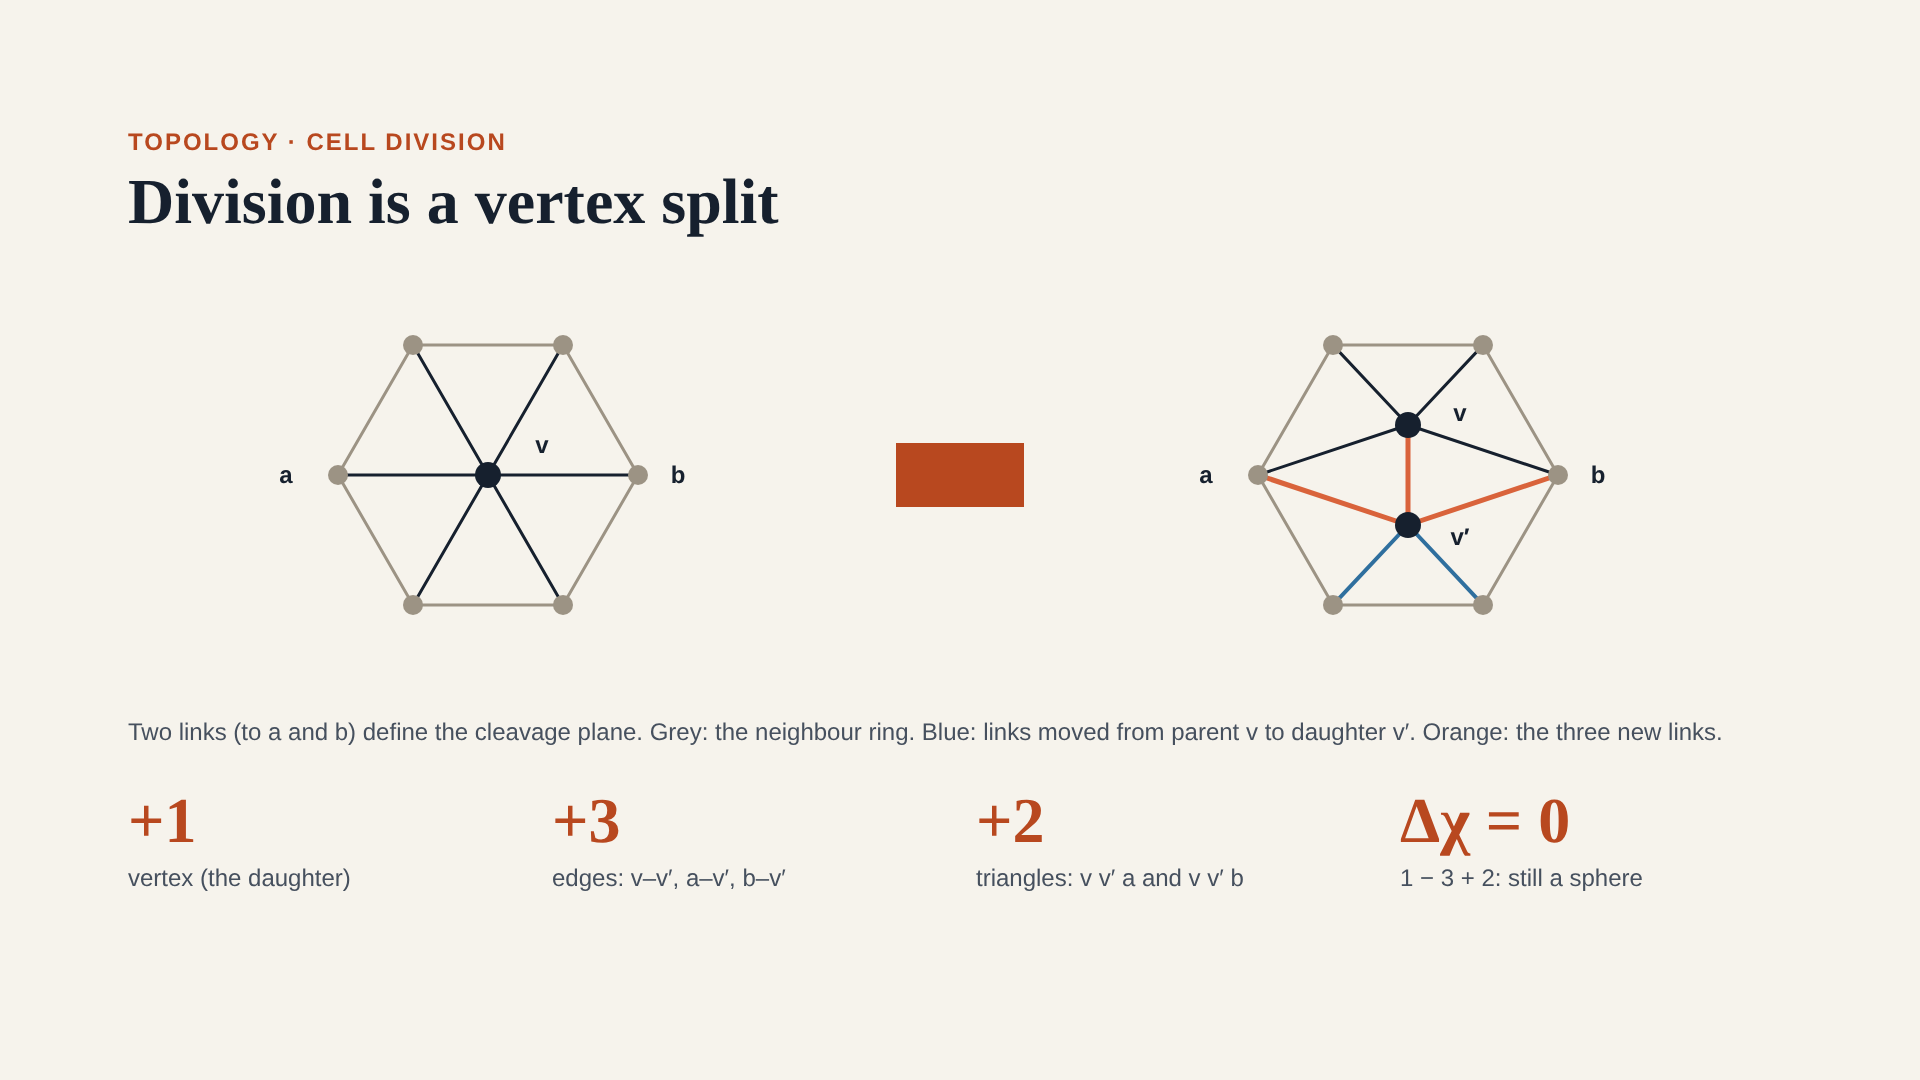 TOPOLOGY · CELL DIVISION
Division is a vertex split
a
v
b
a
v
b
v′
Two links (to a and b) define the cleavage plane. Grey: the neighbour ring. Blue: links moved from parent v to daughter v′. Orange: the three new links.
+1
vertex (the daughter)
+3
edges: v–v′, a–v′, b–v′
+2
triangles: v v′ a and v v′ b
Δχ = 0
1 − 3 + 2: still a sphere